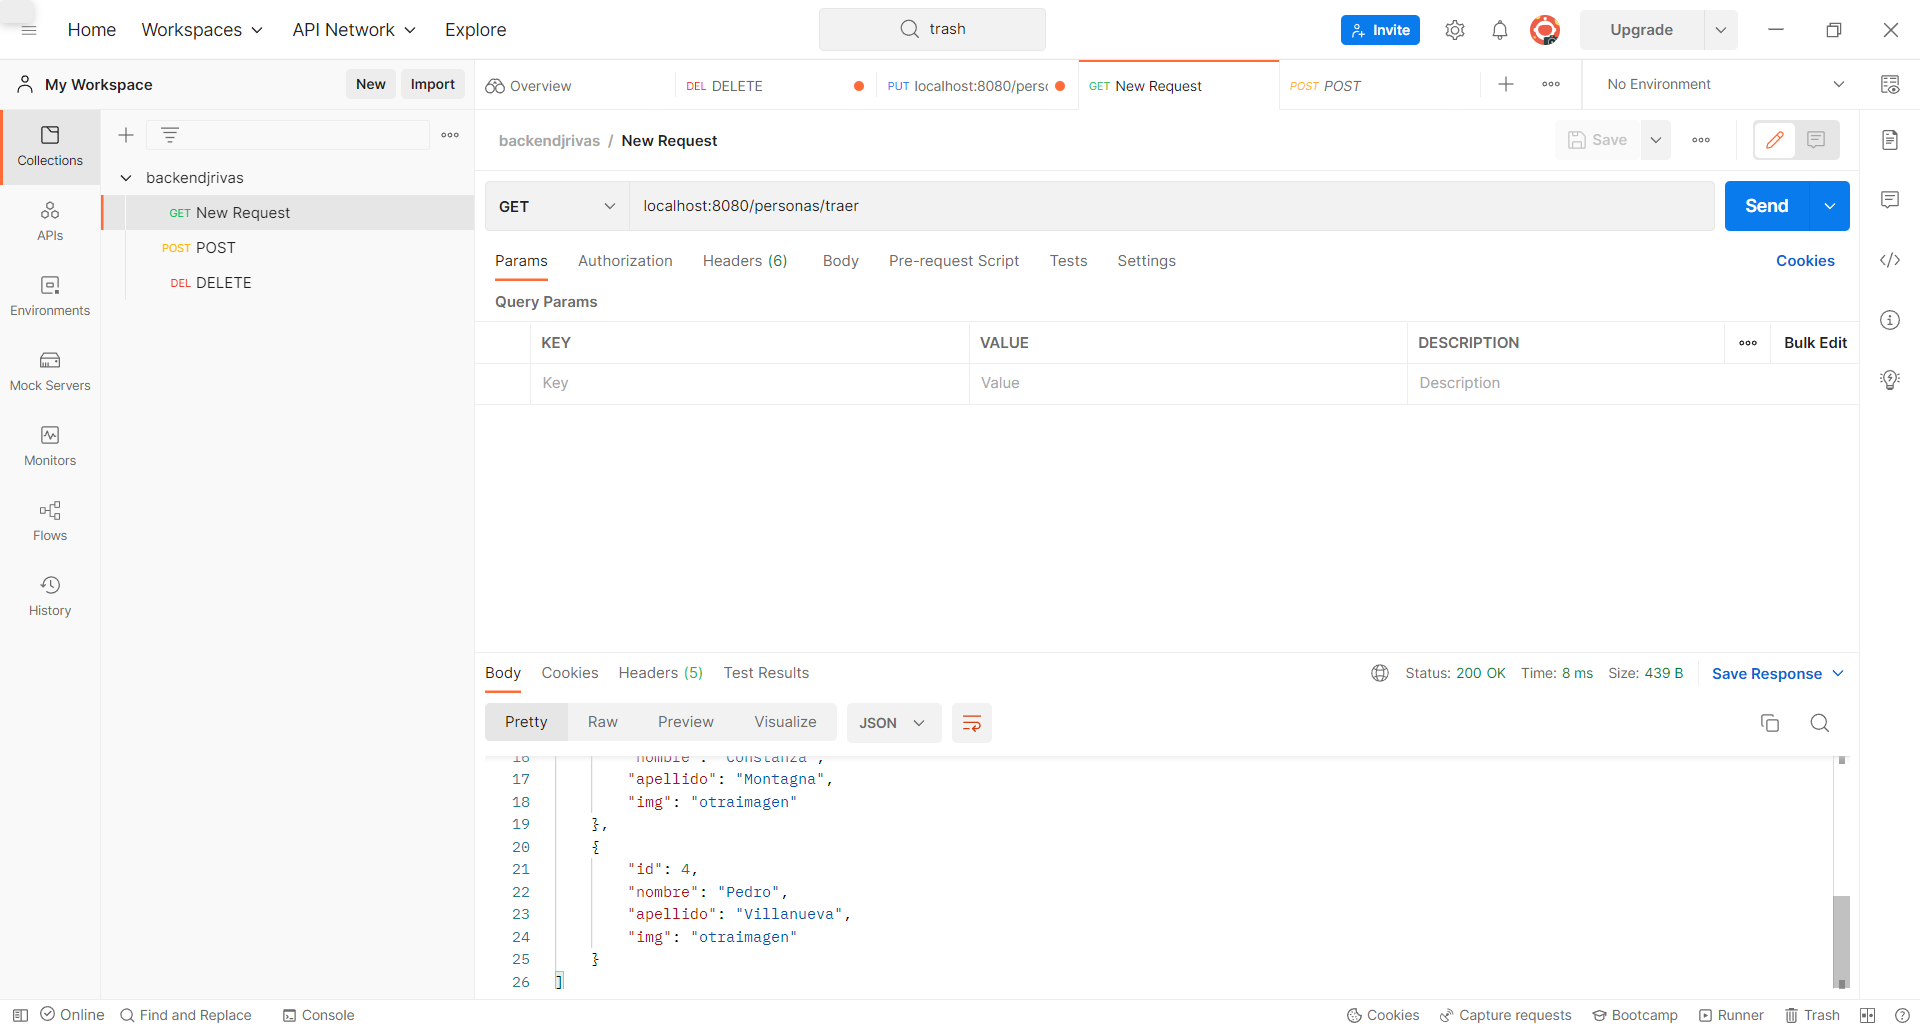 Home Workspaces API Network Explore trash Invite Upgrade
My Workspace New Import Overview DEL DELETE PUT localhost:8080/perso GET New Request POST POST No Environment
backendjrivas / New Request Save
Collections
backendjrivas
GET New Request
POST POST
DEL DELETE
APIs
Environments
Mock Servers
Monitors
Flows
History
GET localhost:8080/personas/traer Send
Params Authorization Headers (6) Body Pre-request Script Tests Settings Cookies
Query Params
KEY VALUE DESCRIPTION Bulk Edit
Key Value Description
Body Cookies Headers (5) Test Results Status: 200 OK Time: 8 ms Size: 439 B Save Response
Pretty Raw Preview Visualize JSON
16 "nombre": "Constanza",
17 "apellido": "Montagna",
18 "img": "otraimagen"
19 },
20 {
21 "id": 4,
22 "nombre": "Pedro",
23 "apellido": "Villanueva",
24 "img": "otraimagen"
25 }
26 ]
Online Find and Replace Console Cookies Capture requests Bootcamp Runner Trash